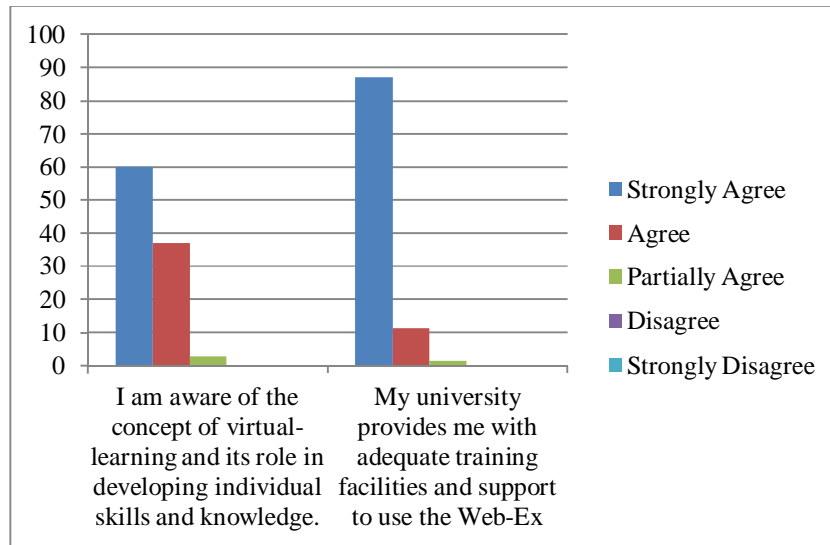 100
90
80
70
60
50
40
30
20
10
0
I am aware of the
concept of virtual-
learning and its role in
developing individual
skills and knowledge.
My university
provides me with
adequate training
facilities and support
to use the Web-Ex
Strongly Agree
Agree
Partially Agree
Disagree
Strongly Disagree